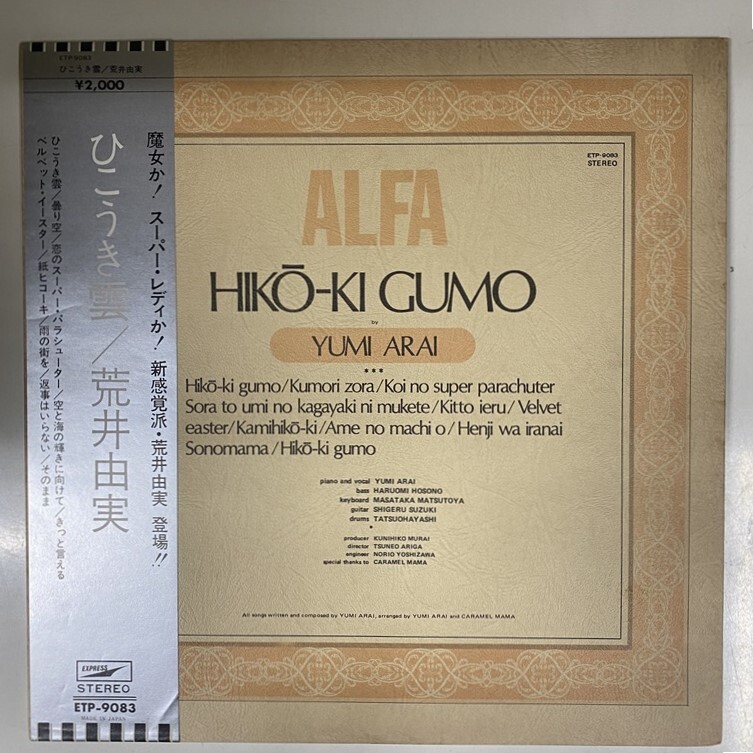 ETP-9083
ひこうき雲/荒井由実
¥2,000
魔女か! スーパー・レディか! 新感覚派・荒井由実 登場!!
ひこうき雲/荒井由実
ひこうき雲/曇り空/恋のスーパー・パラシューター/空と海の輝きに向けて/きっと言える
ベルベット・イースター/紙ヒコーキ/雨の街を/返事はいらない/そのまま
EXPRESS
STEREO
ETP-9083
MADE IN JAPAN
ETP-9083
STEREO
ALFA
HIKŌ-KI GUMO
by
YUMI ARAI
***
Hikō-ki gumo/Kumori zora/Koi no super parachuter
Sora to umi no kagayaki ni mukete/Kitto ieru/Velvet
easter/Kamihikō-ki/Ame no machi o/Henji wa iranai
Sonomama/Hikō-ki gumo
piano and vocal YUMI ARAI
bass HARUOMI HOSONO
keyboard MASATAKA MATSUTOYA
guitar SHIGERU SUZUKI
drums TATSUOHAYASHI
*
producer KUNIHIKO MURAI
director TSUNEO ARIGA
engineer NORIO YOSHIZAWA
special thanks to CARAMEL MAMA
All songs written and composed by YUMI ARAI, arranged by YUMI ARAI and CARAMEL MAMA